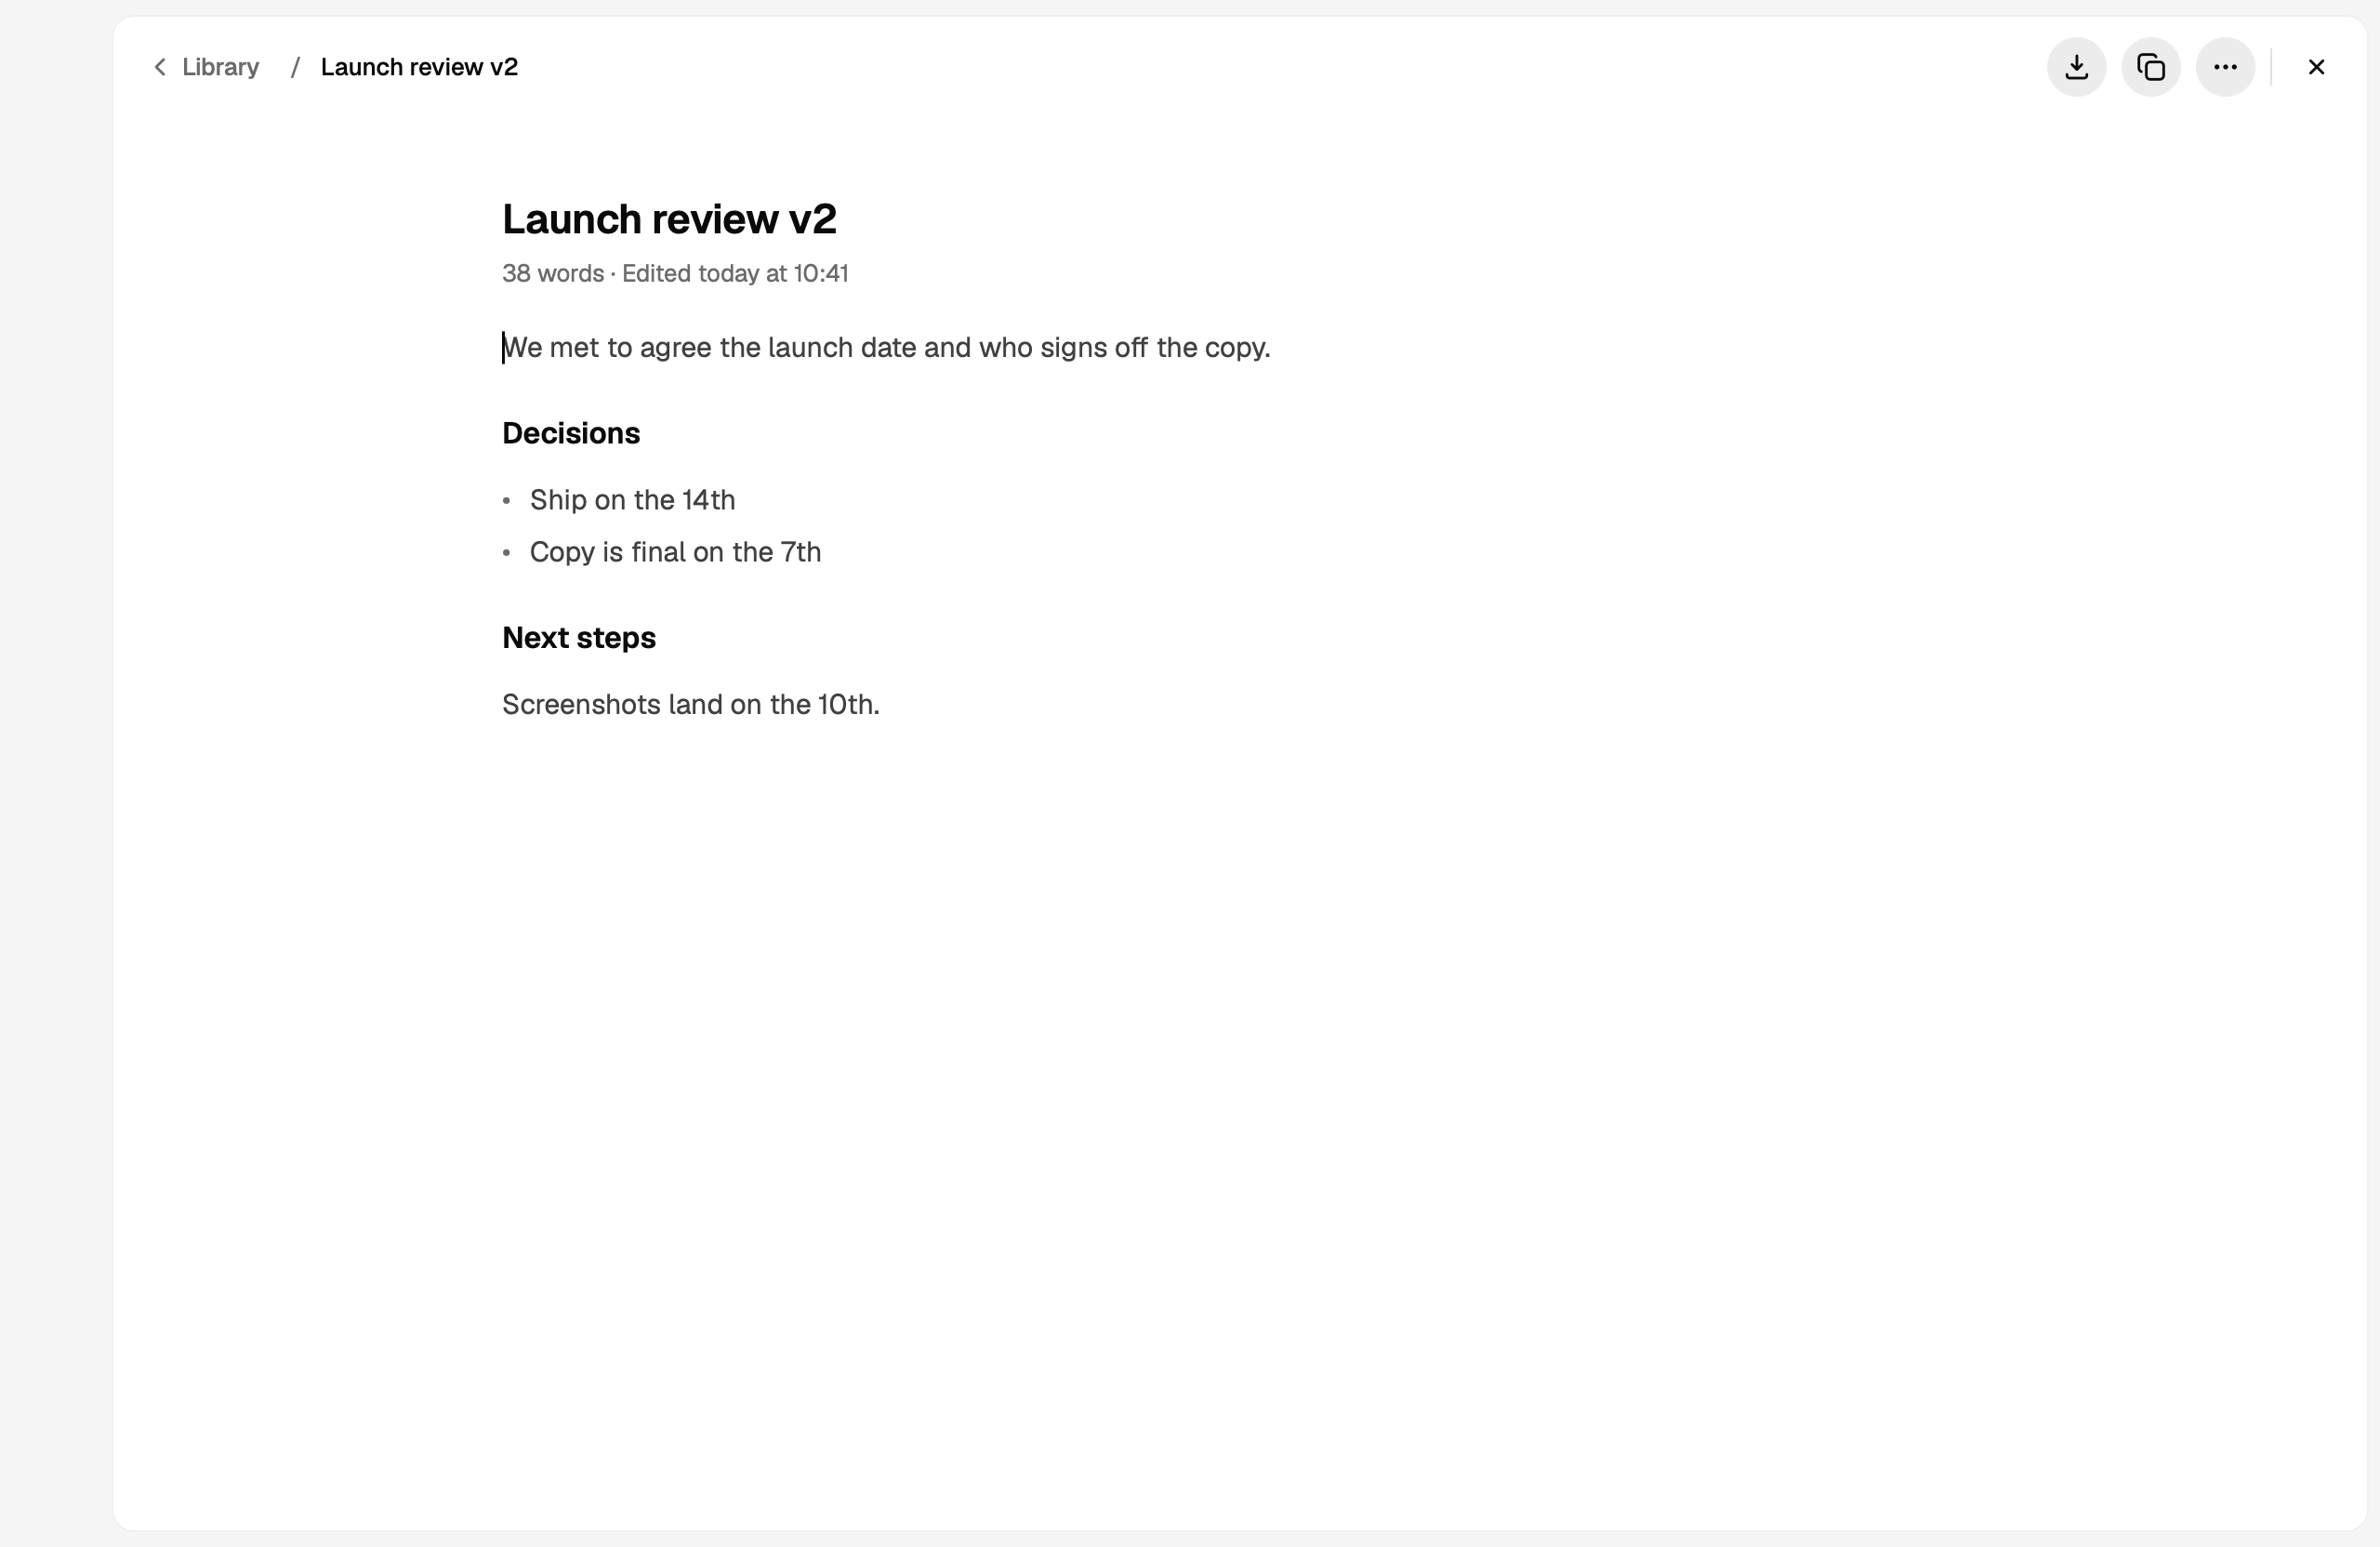 Library / Launch review v2
Launch review v2
38 words · Edited today at 10:41
We met to agree the launch date and who signs off the copy.
Decisions
• Ship on the 14th
• Copy is final on the 7th
Next steps
Screenshots land on the 10th.